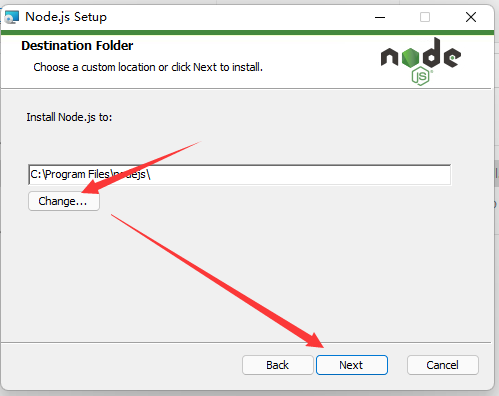 Node.js Setup
Destination Folder
Choose a custom location or click Next to install.
node
JS
Install Node.js to:
C:\Program Files\nodejs\
Change...
Back
Next
Cancel